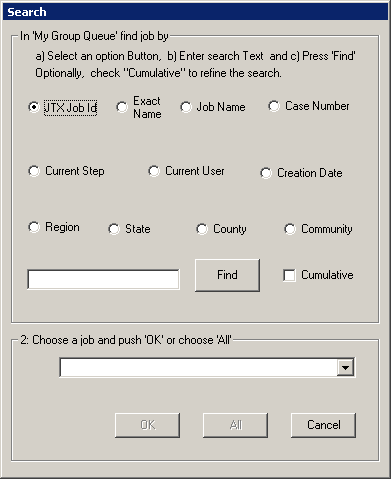 Search
In 'My Group Queue' find job by
a) Select an option Button, b) Enter search Text and c) Press 'Find'
Optionally, check "Cumulative" to refine the search.
JTX Job Id
Exact Name
Job Name
Case Number
Current Step
Current User
Creation Date
Region
State
County
Community
Find
Cumulative
2: Choose a job and push 'OK' or choose 'All'
OK
All
Cancel